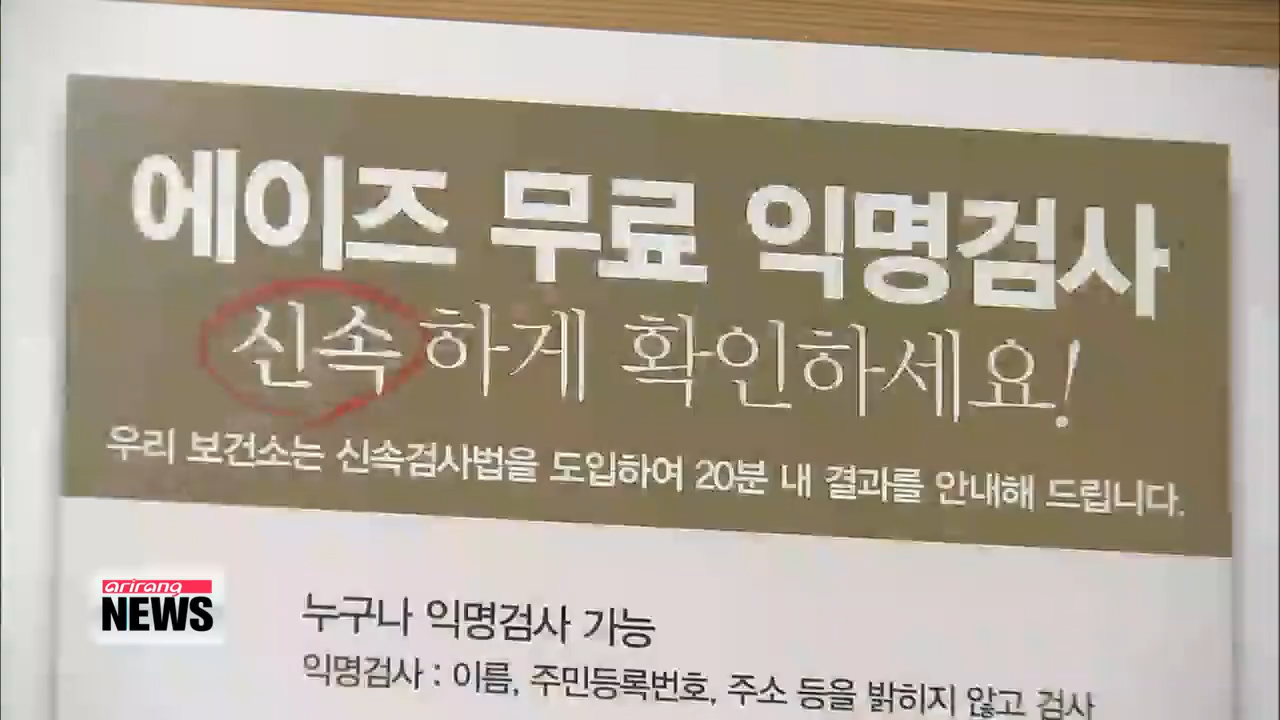 에이즈 무료 익명검사
신속 하게 확인하세요!
우리 보건소는 신속검사법을 도입하여 20분 내 결과를 안내해 드립니다.
누구나 익명검사 가능
익명검사 : 이름, 주민등록번호, 주소 등을 밝히지 않고 검사
arirang
NEWS